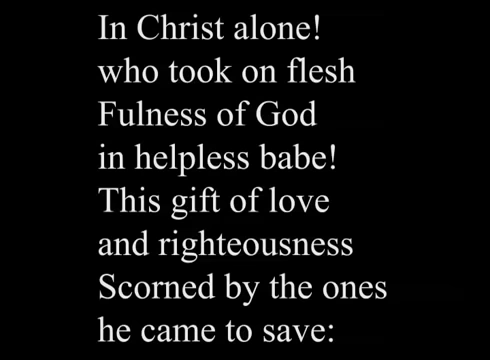 In Christ alone!
who took on flesh
Fulness of God
in helpless babe!
This gift of love
and righteousness
Scorned by the ones
he came to save: